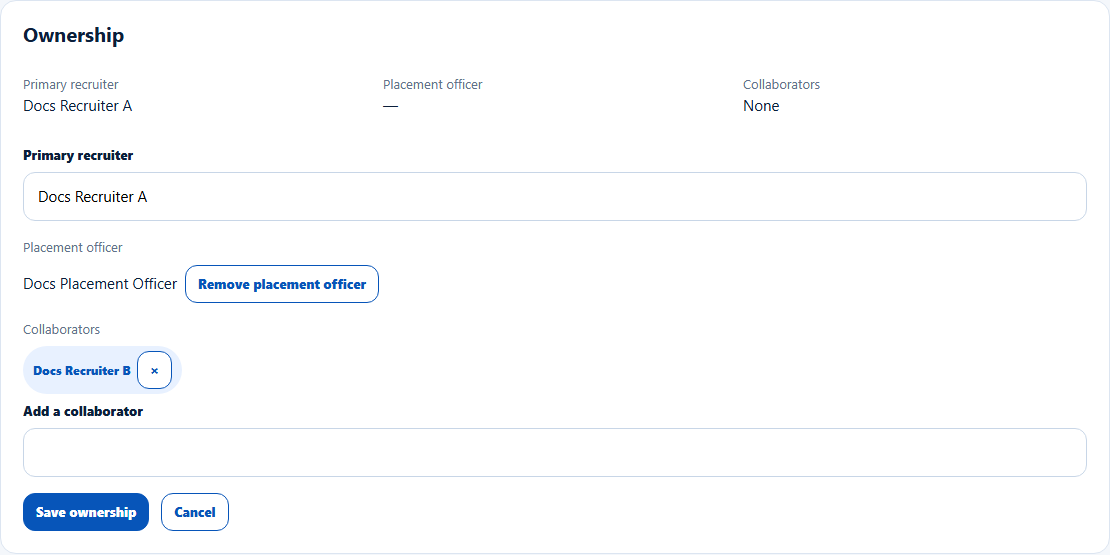 Ownership
Primary recruiter Placement officer Collaborators
Docs Recruiter A — None
Primary recruiter
Docs Recruiter A
Placement officer
Docs Placement Officer Remove placement officer
Collaborators
Docs Recruiter B ×
Add a collaborator
Save ownership Cancel